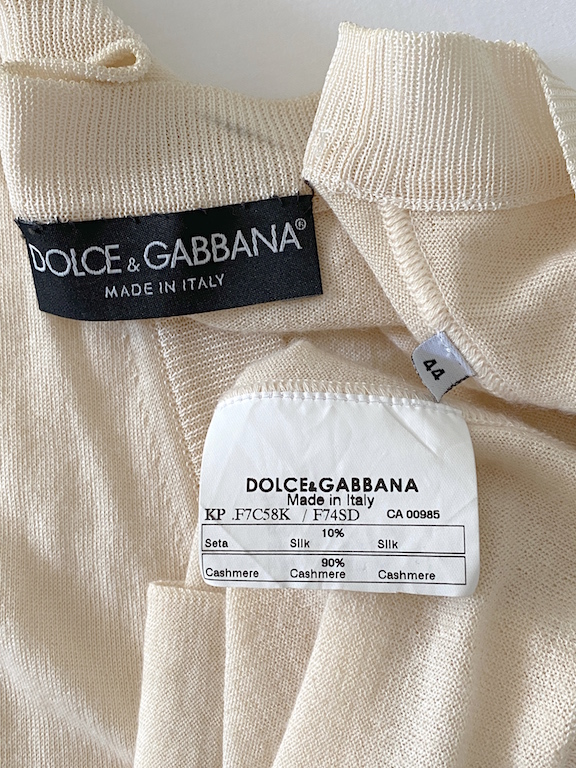 DOLCE & GABBANA®
MADE IN ITALY
44
DOLCE&GABBANA
Made in Italy
KP .F7C58K / F74SD CA 00985
10%
Seta Silk Silk
90%
Cashmere Cashmere Cashmere